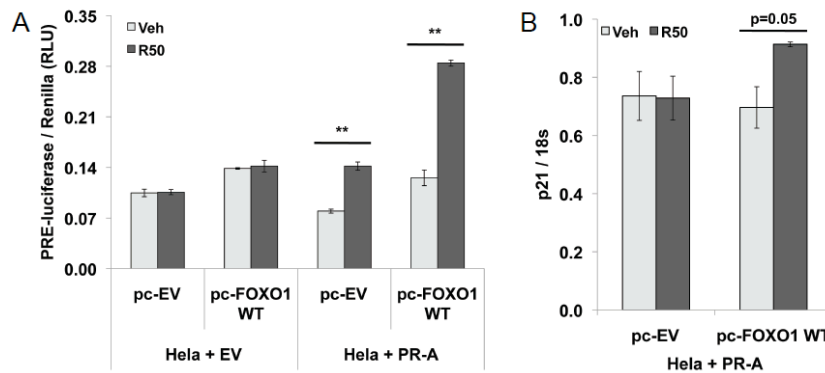 A
Veh
R50
PRE-luciferase / Renilla (RLU)
0.35
0.28
0.21
0.14
0.07
0.00
**
**
pc-EV
pc-FOXO1 WT
pc-EV
pc-FOXO1 WT
Hela + EV
Hela + PR-A
B
Veh
R50
p=0.05
p21 / 18s
1.0
0.8
0.6
0.4
0.2
0.0
pc-EV
pc-FOXO1 WT
Hela + PR-A